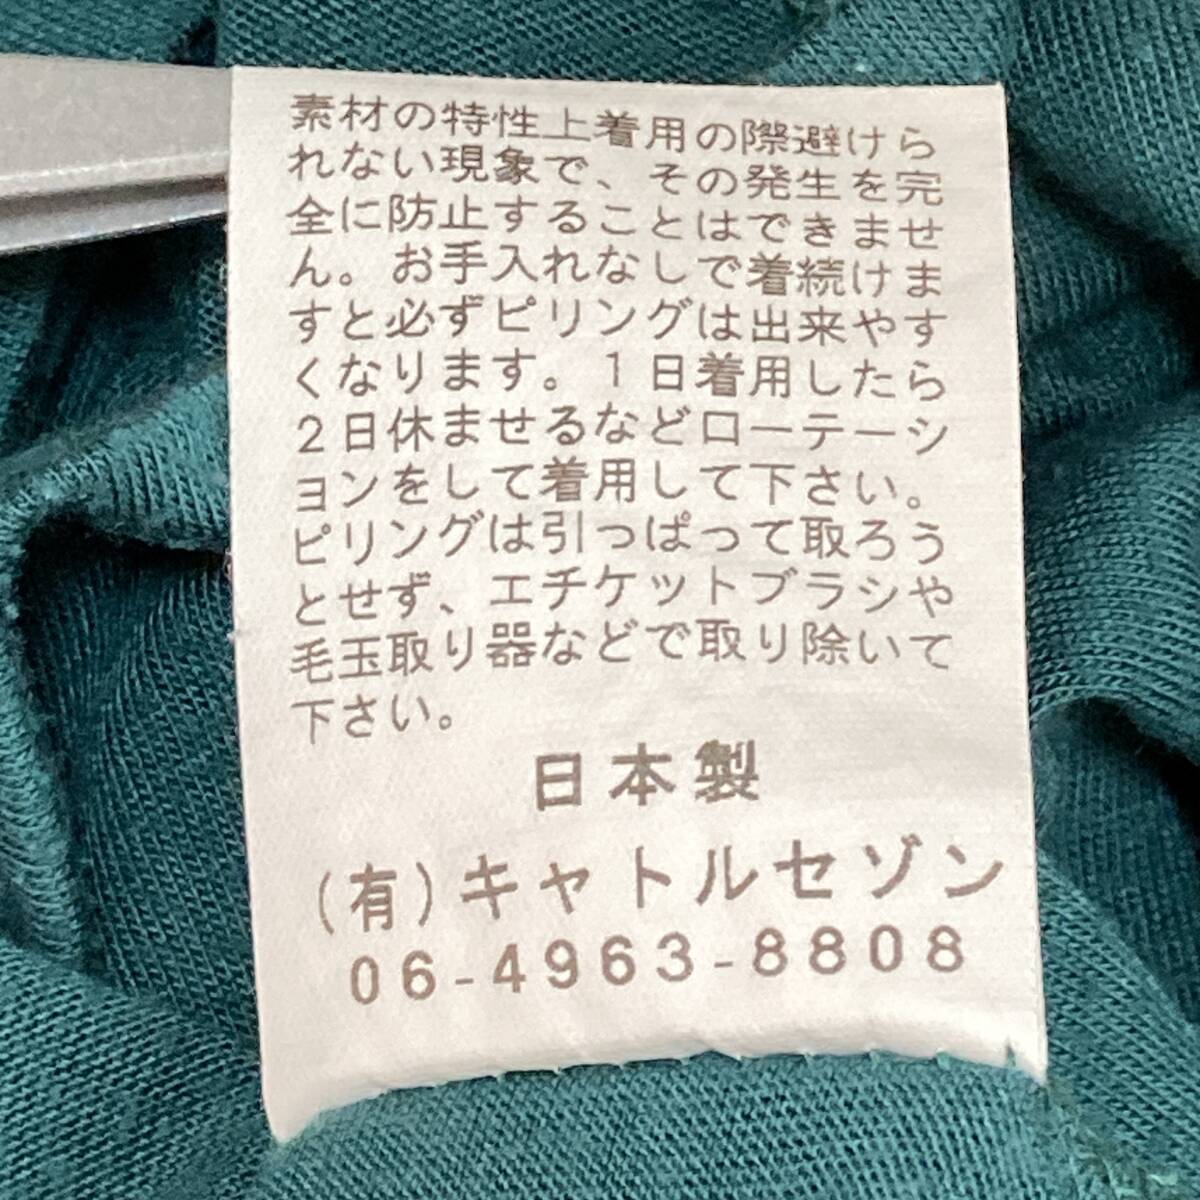 素材の特性上着用の際避けら
れない現象で、その発生を完
全に防止することはできませ
ん。お手入れなしで着続けま
すと必ずピリングは出来やす
くなります。1日着用したら
2日休ませるなどローテーシ
ョンをして着用して下さい。
ピリングは引っぱって取ろう
とせず、エチケットブラシや
毛玉取り器などで取り除いて
下さい。
日本製
(有)キャトルセゾン
06-4963-8808